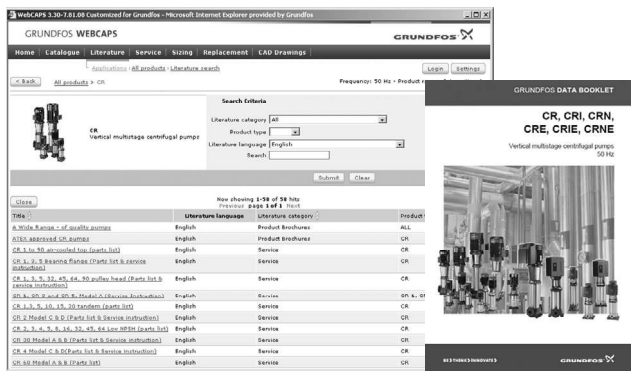 WebCAPS 3.30-7.81.08 Customized for Grundfos - Microsoft Internet Explorer provided by Grundfos
GRUNDFOS WEBCAPS
GRUNDFOS
Home Catalogue Literature Service Sizing Replacement CAD Drawings
Applications All products Literature search
Login Settings
< Back All products > CR
Frequency: 50 Hz - Product
Search Criteria
CR
Vertical multistage centrifugal pumps
Literature category All
Product type
Literature language English
Search
Submit Clear
Close
Now showing 1-58 of 58 hits
Previous page 1 of 1 Next
Title Literature language Literature category Product
A Wide Range - of quality pumps English Product Brochures ALL
ATEX approved CR pumps English Product Brochures CR
CR 1 to 90 air-cooled top (parts list) English Service CR
CR 1, 3, 5 Bearing flange (Parts list & service instruction) English Service CR
CR 1, 3, 5, 32, 45, 64, 90 pulley head (Parts list & service instruction) English Service CR
CR 1,3, 5, 10, 15, 20 tandem (parts list) English Service CR
CR 2 Model C & D (Parts list & Service instruction) English Service CR
CR 2, 3, 4, 5, 8, 16, 32, 45, 64 Low NPSH (parts list) English Service CR
CR 30 Model A & B (Parts list & Service instruction) English Service CR
CR 4 Model C & D(Parts list & Service instruction) English Service CR
CR 60 Model A & B (Parts list) English Service CR
GRUNDFOS DATA BOOKLET
CR, CRI, CRN,
CRE, CRIE, CRNE
Vertical multistage centrifugal pumps
50 Hz
BE > THINK > INNOVATE >
GRUNDFOS